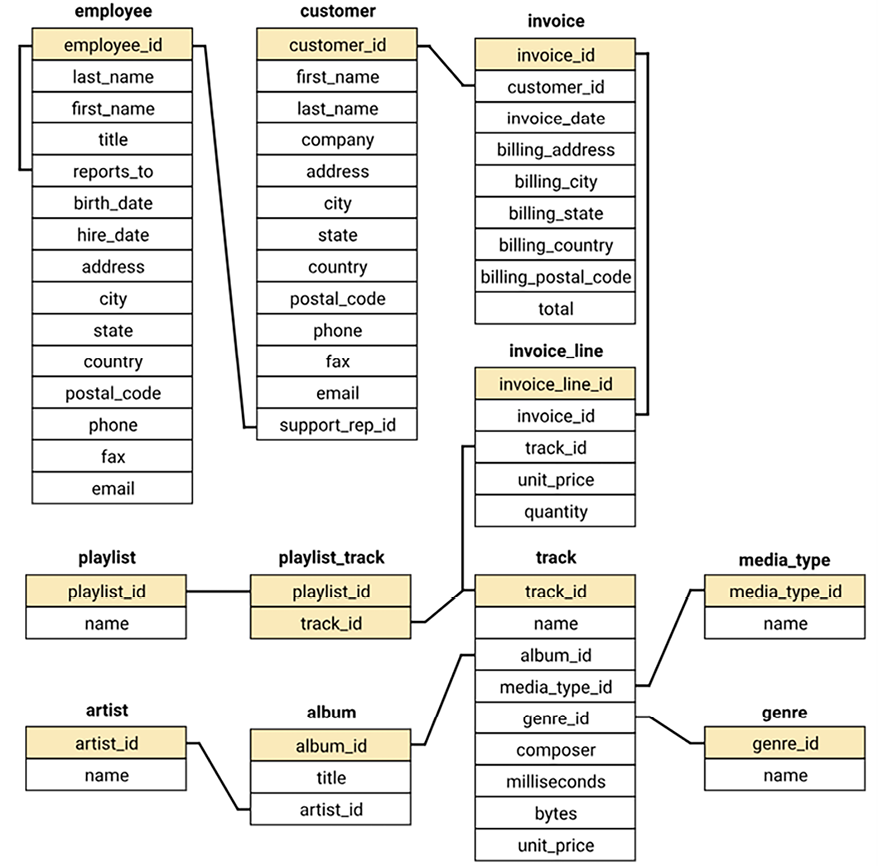 employee
employee_id
last_name
first_name
title
reports_to
birth_date
hire_date
address
city
state
country
postal_code
phone
fax
email
customer
customer_id
first_name
last_name
company
address
city
state
country
postal_code
phone
fax
email
support_rep_id
invoice
invoice_id
customer_id
invoice_date
billing_address
billing_city
billing_state
billing_country
billing_postal_code
total
invoice_line
invoice_line_id
invoice_id
track_id
unit_price
quantity
playlist
playlist_id
name
playlist_track
playlist_id
track_id
track
track_id
name
album_id
media_type_id
genre_id
composer
milliseconds
bytes
unit_price
media_type
media_type_id
name
artist
artist_id
name
album
album_id
title
artist_id
genre
genre_id
name